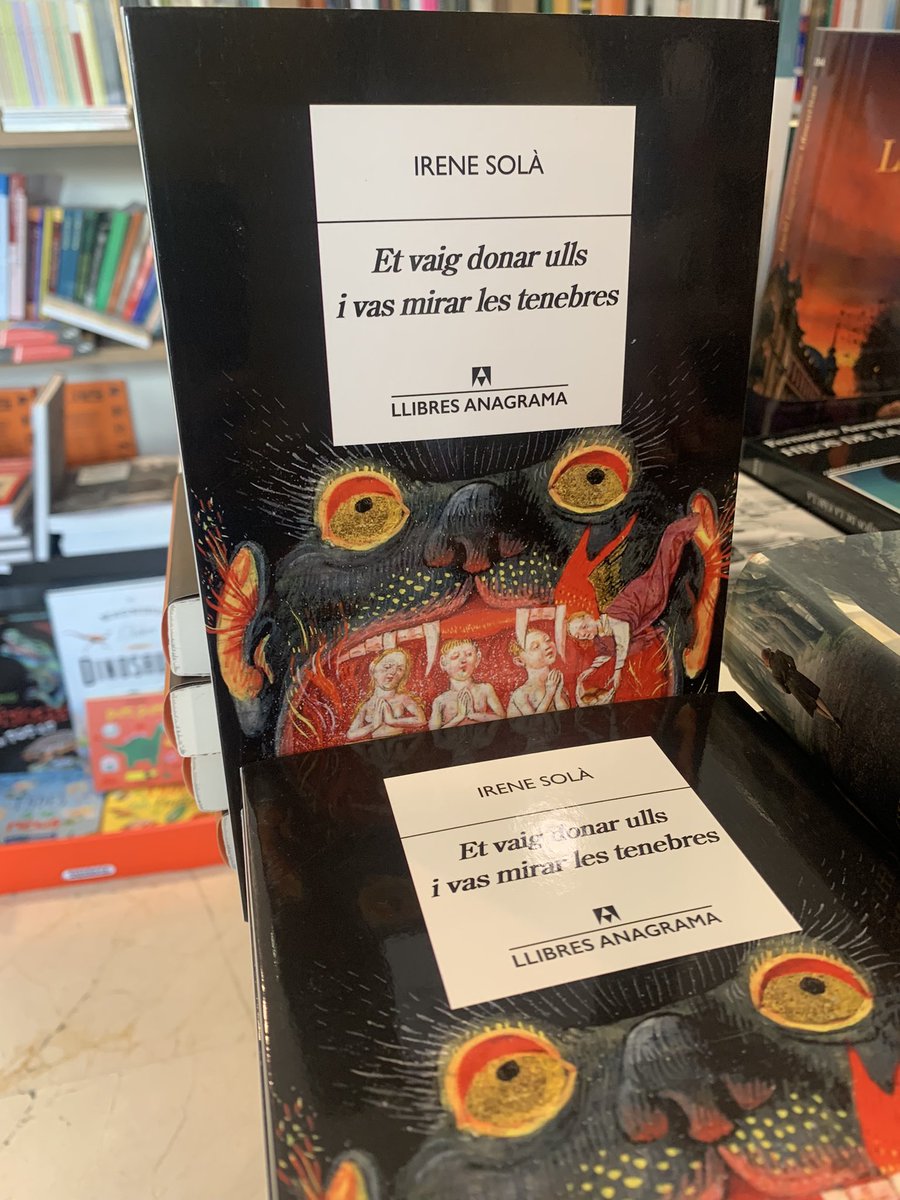 IRENE SOLÀ
Et vaig donar ulls
i vas mirar les tenebres
LLIBRES ANAGRAMA
IRENE SOLÀ
Et vaig donar ulls
i vas mirar les tenebres
LLIBRES ANAGRAMA